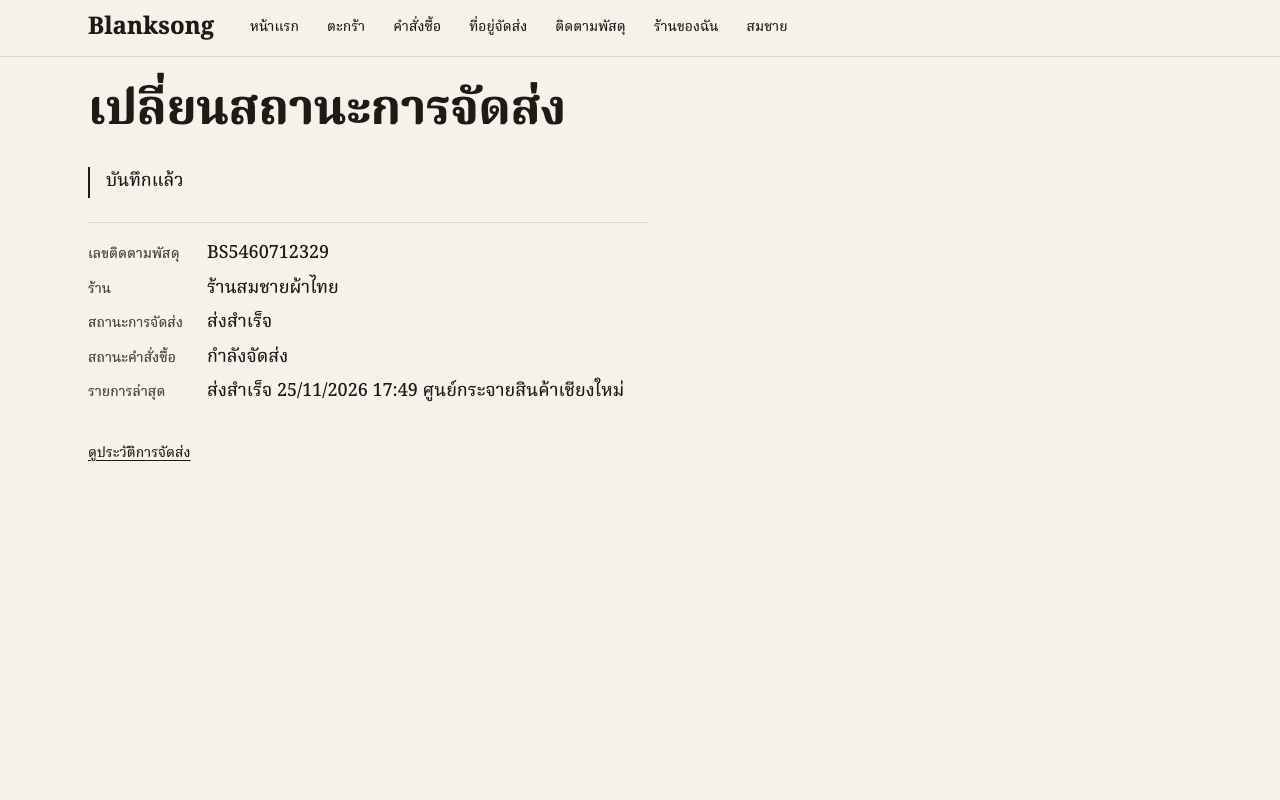 Blanksong หน้าแรก ตะกร้า คำสั่งซื้อ ที่อยู่จัดส่ง ติดตามพัสดุ ร้านของฉัน สมชาย
เปลี่ยนสถานะการจัดส่ง
บันทึกแล้ว
เลขติดตามพัสดุ BS5460712329
ร้าน ร้านสมชายผ้าไทย
สถานะการจัดส่ง ส่งสำเร็จ
สถานะคำสั่งซื้อ กำลังจัดส่ง
รายการล่าสุด ส่งสำเร็จ 25/11/2026 17:49 ศูนย์กระจายสินค้าเชียงใหม่
ดูประวัติการจัดส่ง